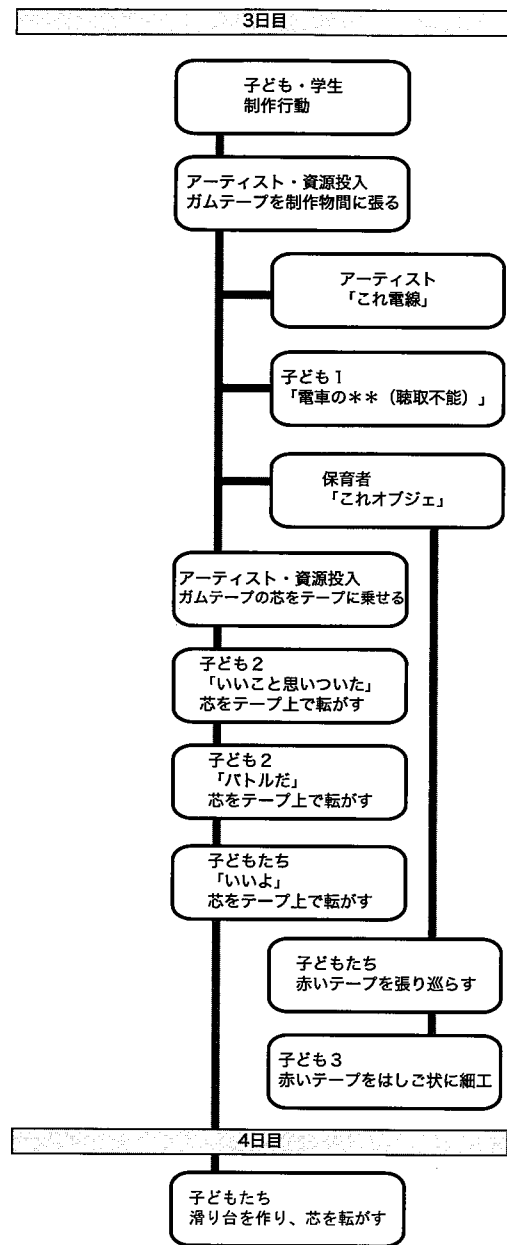 3日目
子ども・学生
制作行動
アーティスト・資源投入
ガムテープを制作物間に張る
アーティスト
「これ電線」
子ども1
「電車の＊＊（聴取不能）」
保育者
「これオブジェ」
アーティスト・資源投入
ガムテープの芯をテープに乗せる
子ども2
「いいこと思いついた」
芯をテープ上で転がす
子ども2
「バトルだ」
芯をテープ上で転がす
子どもたち
「いいよ」
芯をテープ上で転がす
子どもたち
赤いテープを張り巡らす
子ども3
赤いテープをはしご状に細工
4日目
子どもたち
滑り台を作り、芯を転がす